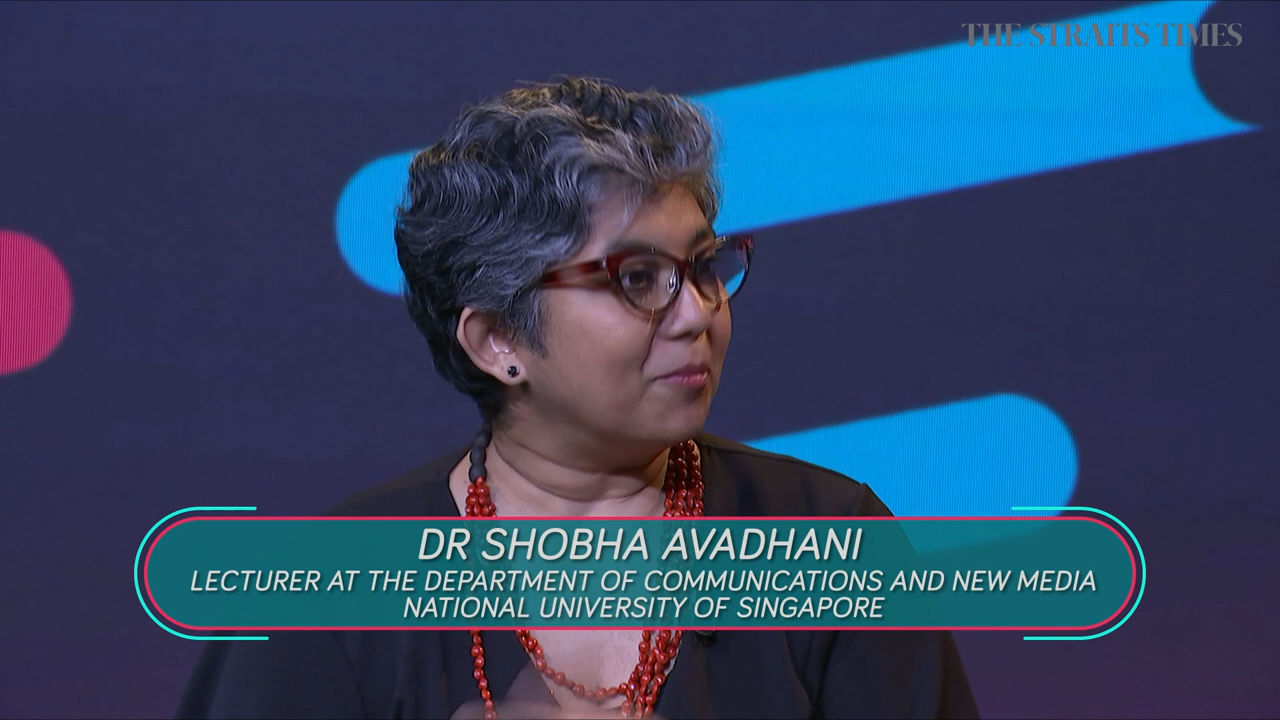 THE STRAITS TIMES
DR SHOBHA AVADHANI
LECTURER AT THE DEPARTMENT OF COMMUNICATIONS AND NEW MEDIA
NATIONAL UNIVERSITY OF SINGAPORE